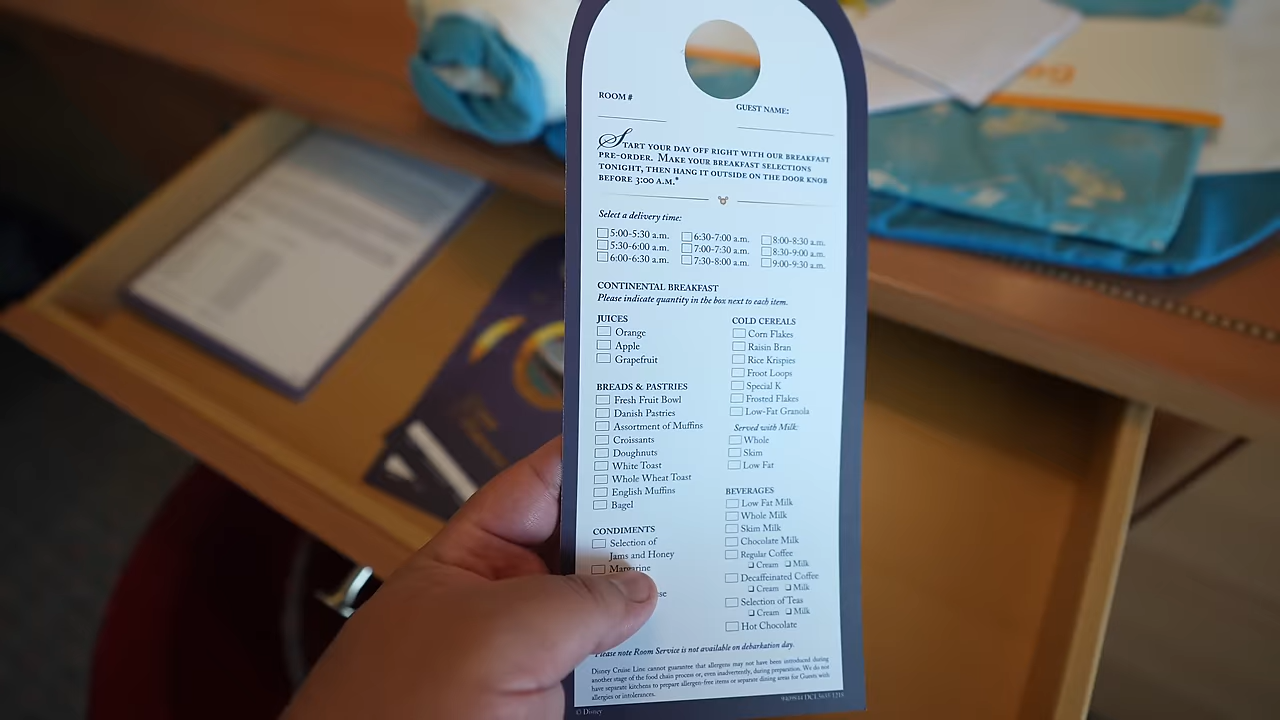 ROOM #
GUEST NAME:
START YOUR DAY OFF RIGHT WITH OUR BREAKFAST
PRE-ORDER. MAKE YOUR BREAKFAST SELECTIONS
TONIGHT, THEN HANG IT OUTSIDE ON THE DOOR KNOB
BEFORE 3:00 A.M.*
Select a delivery time:
5:00-5:30 a.m.
5:30-6:00 a.m.
6:00-6:30 a.m.
6:30-7:00 a.m.
7:00-7:30 a.m.
7:30-8:00 a.m.
8:00-8:30 a.m.
8:30-9:00 a.m.
9:00-9:30 a.m.
CONTINENTAL BREAKFAST
Please indicate quantity in the box next to each item.
JUICES
Orange
Apple
Grapefruit
BREADS & PASTRIES
Fresh Fruit Bowl
Danish Pastries
Assortment of Muffins
Croissants
Doughnuts
White Toast
Whole Wheat Toast
English Muffins
Bagel
CONDIMENTS
Selection of
Jams and Honey
Margarine
COLD CEREALS
Corn Flakes
Raisin Bran
Rice Krispies
Froot Loops
Special K
Frosted Flakes
Low-Fat Granola
Served with Milk:
Whole
Skim
Low Fat
BEVERAGES
Low Fat Milk
Whole Milk
Skim Milk
Chocolate Milk
Regular Coffee
Cream Milk
Decaffeinated Coffee
Cream Milk
Selection of Teas
Cream Milk
Hot Chocolate
*Please note Room Service is not available on debarkation day.
Disney Cruise Line cannot guarantee that allergens may not have been introduced during
another stage of the food chain process or, even inadvertently, during preparation. We do not
have separate kitchens to prepare allergen-free items or separate dining areas for Guests with
allergies or intolerances.
© Disney